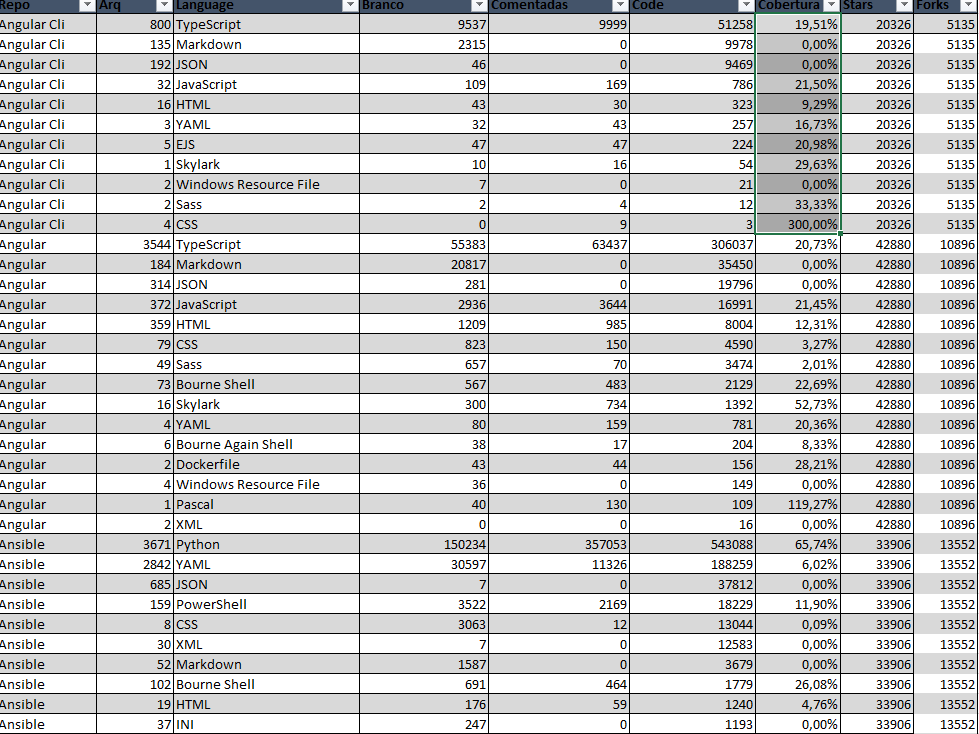 Repo Arq Language Branco Comentadas Code Cobertura Stars Forks
Angular Cli 800 TypeScript 9537 9999 51258 19,51% 20326 5135
Angular Cli 135 Markdown 2315 0 9978 0,00% 20326 5135
Angular Cli 192 JSON 46 0 9469 0,00% 20326 5135
Angular Cli 32 JavaScript 109 169 786 21,50% 20326 5135
Angular Cli 16 HTML 43 30 323 9,29% 20326 5135
Angular Cli 3 YAML 32 43 257 16,73% 20326 5135
Angular Cli 5 EJS 47 47 224 20,98% 20326 5135
Angular Cli 1 Skylark 10 16 54 29,63% 20326 5135
Angular Cli 2 Windows Resource File 7 0 21 0,00% 20326 5135
Angular Cli 2 Sass 2 4 12 33,33% 20326 5135
Angular Cli 4 CSS 0 9 3 300,00% 20326 5135
Angular 3544 TypeScript 55383 63437 306037 20,73% 42880 10896
Angular 184 Markdown 20817 0 35450 0,00% 42880 10896
Angular 314 JSON 281 0 19796 0,00% 42880 10896
Angular 372 JavaScript 2936 3644 16991 21,45% 42880 10896
Angular 359 HTML 1209 985 8004 12,31% 42880 10896
Angular 79 CSS 823 150 4590 3,27% 42880 10896
Angular 49 Sass 657 70 3474 2,01% 42880 10896
Angular 73 Bourne Shell 567 483 2129 22,69% 42880 10896
Angular 16 Skylark 300 734 1392 52,73% 42880 10896
Angular 4 YAML 80 159 781 20,36% 42880 10896
Angular 6 Bourne Again Shell 38 17 204 8,33% 42880 10896
Angular 2 Dockerfile 43 44 156 28,21% 42880 10896
Angular 4 Windows Resource File 36 0 149 0,00% 42880 10896
Angular 1 Pascal 40 130 109 119,27% 42880 10896
Angular 2 XML 0 0 16 0,00% 42880 10896
Ansible 3671 Python 150234 357053 543088 65,74% 33906 13552
Ansible 2842 YAML 30597 11326 188259 6,02% 33906 13552
Ansible 685 JSON 7 0 37812 0,00% 33906 13552
Ansible 159 PowerShell 3522 2169 18229 11,90% 33906 13552
Ansible 8 CSS 3063 12 13044 0,09% 33906 13552
Ansible 30 XML 7 0 12583 0,00% 33906 13552
Ansible 52 Markdown 1587 0 3679 0,00% 33906 13552
Ansible 102 Bourne Shell 691 464 1779 26,08% 33906 13552
Ansible 19 HTML 176 59 1240 4,76% 33906 13552
Ansible 37 INI 247 0 1193 0,00% 33906 13552